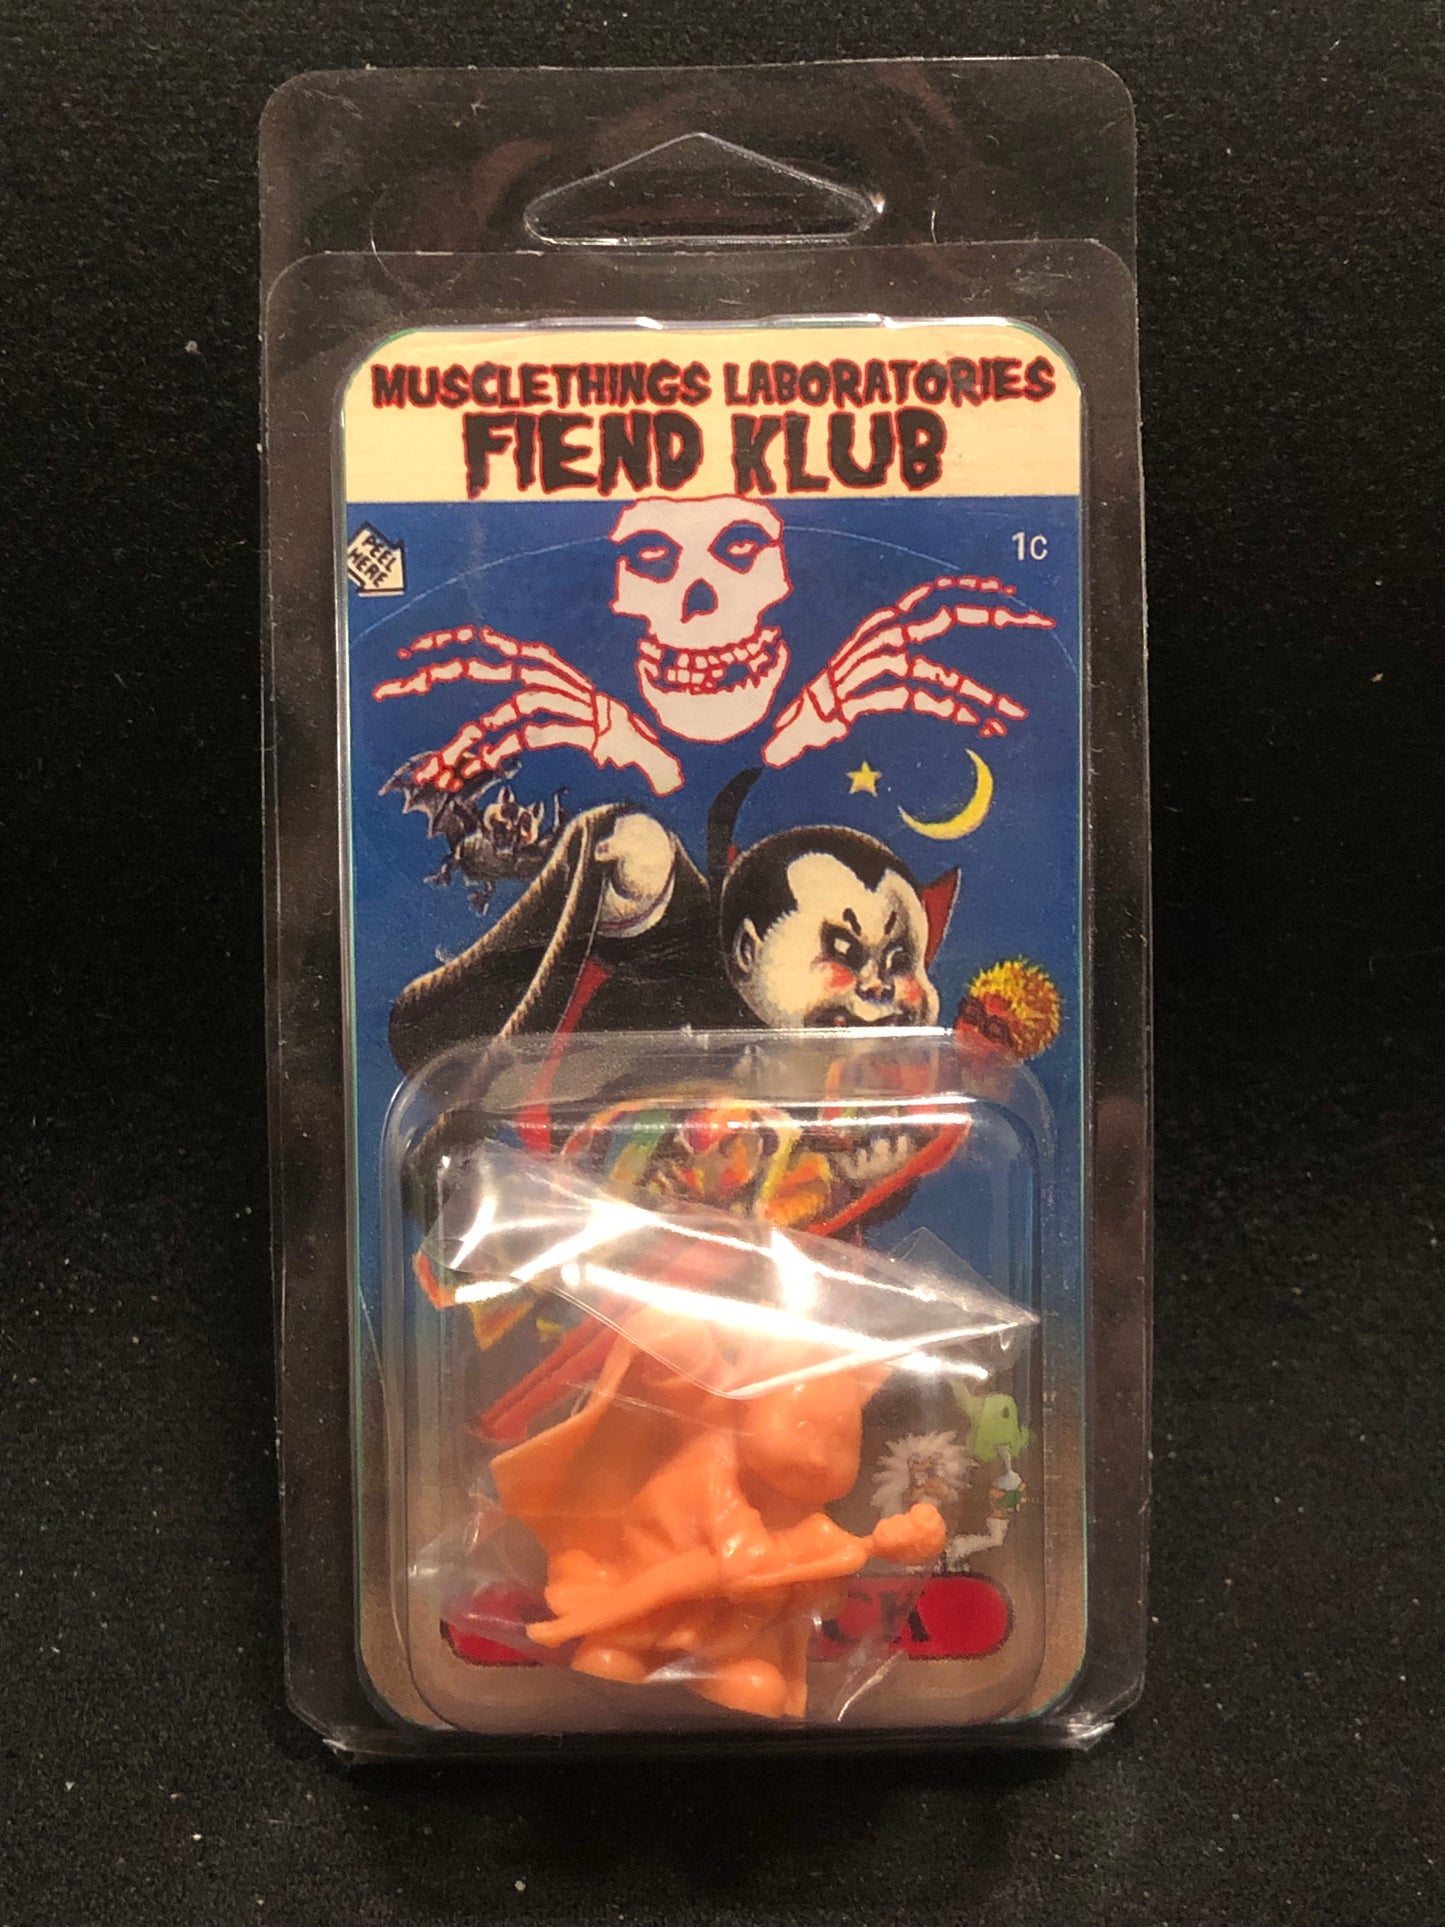 MUSCLETHINGS LABORATORIES
FIEND KLUB
PEEL
HERE
1c